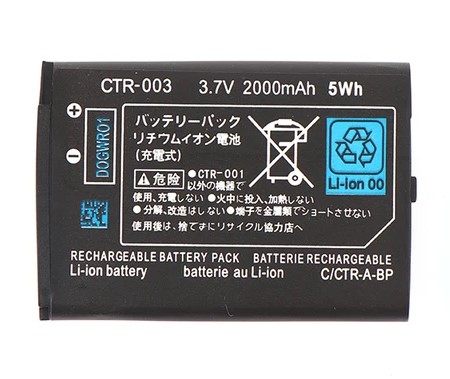 CTR-003 3.7V 2000mAh 5Wh
+
DOGWR01
−
バッテリーパック
リチウムイオン電池
(充電式)
Li-Ion 00
⚠危険 ●CTR-001
以外の機器で
使用、充電しない ●火中に投入、加熱しない
●分解、改造はしない ●端子を金属類でショートさせない
●使用後は、捨てずにリサイクル協力店へ
RECHARGEABLE BATTERY PACK BATTERIE RECHARGEABLE
Li-ion battery batterie au Li-ion C/CTR-A-BP